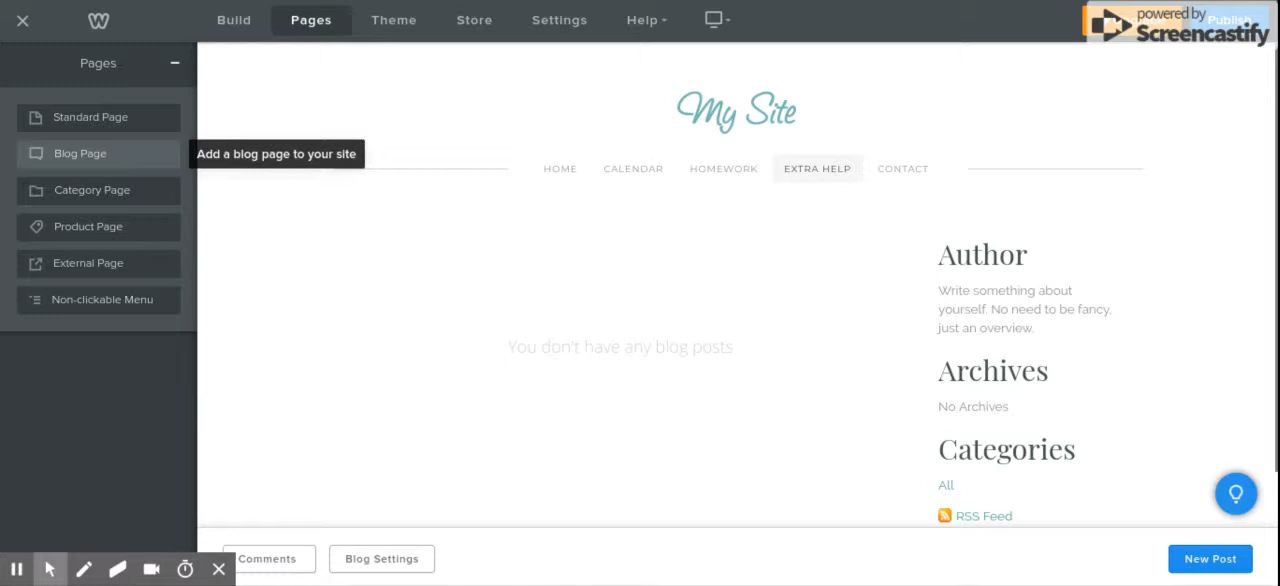 Build Pages Theme Store Settings Help Publish
powered by
Screencastify
Pages
My Site
Standard Page
Blog Page
Add a blog page to your site
HOME CALENDAR HOMEWORK EXTRA HELP CONTACT
Category Page
Product Page
External Page
Non-clickable Menu
You don't have any blog posts
Author
Write something about
yourself. No need to be fancy,
just an overview.
Archives
No Archives
Categories
All
RSS Feed
Comments Blog Settings New Post